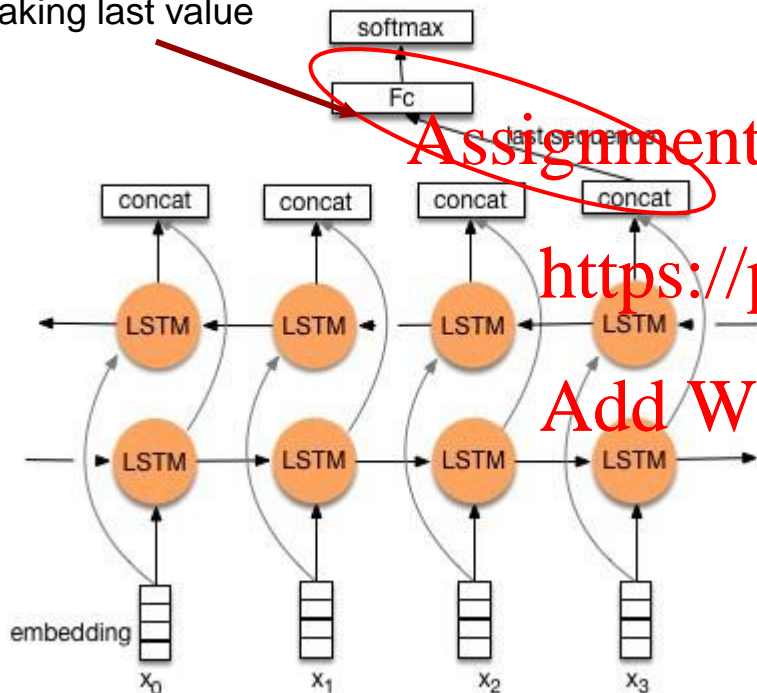 aking last value
softmax
Fc
last sequence
Assignment
concat concat concat concat
https://p
LSTM LSTM LSTM LSTM
Add W
LSTM LSTM LSTM LSTM
embedding
x0 x1 x2 x3